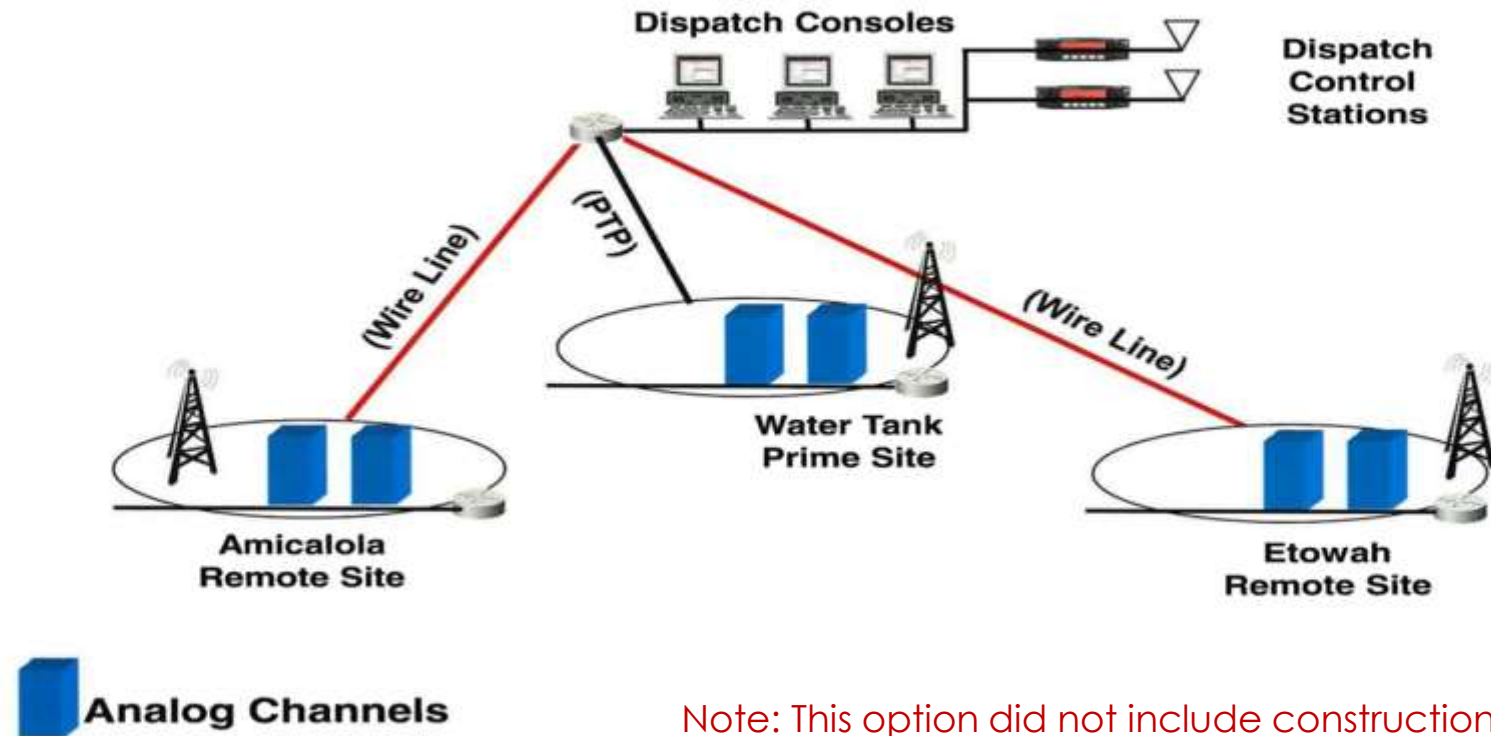 Dispatch Consoles
Dispatch
Control
Stations
(Wire Line)
(PTP)
(Wire Line)
Water Tank
Prime Site
Amicalola
Remote Site
Etowah
Remote Site
Analog Channels
Note: This option did not include construction